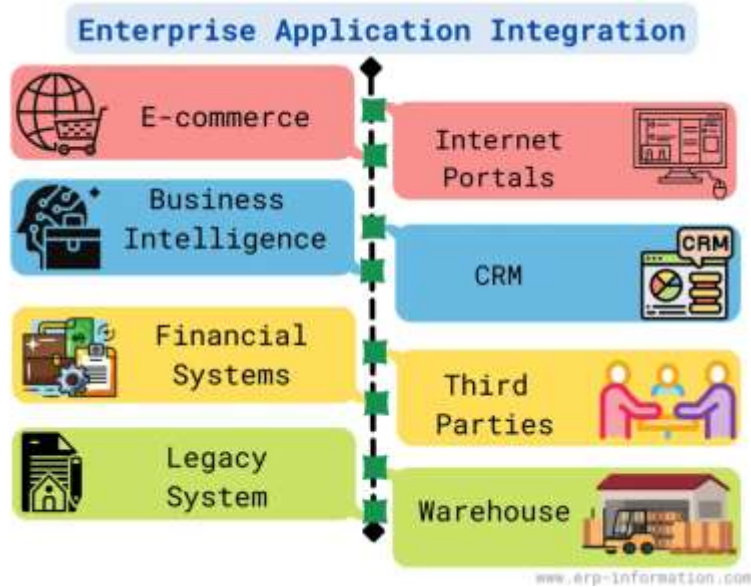 Enterprise Application Integration
E-commerce
Internet
Portals
Business
Intelligence
CRM
CRM
Financial
Systems
Third
Parties
Legacy
System
Warehouse
www.erp-information.com